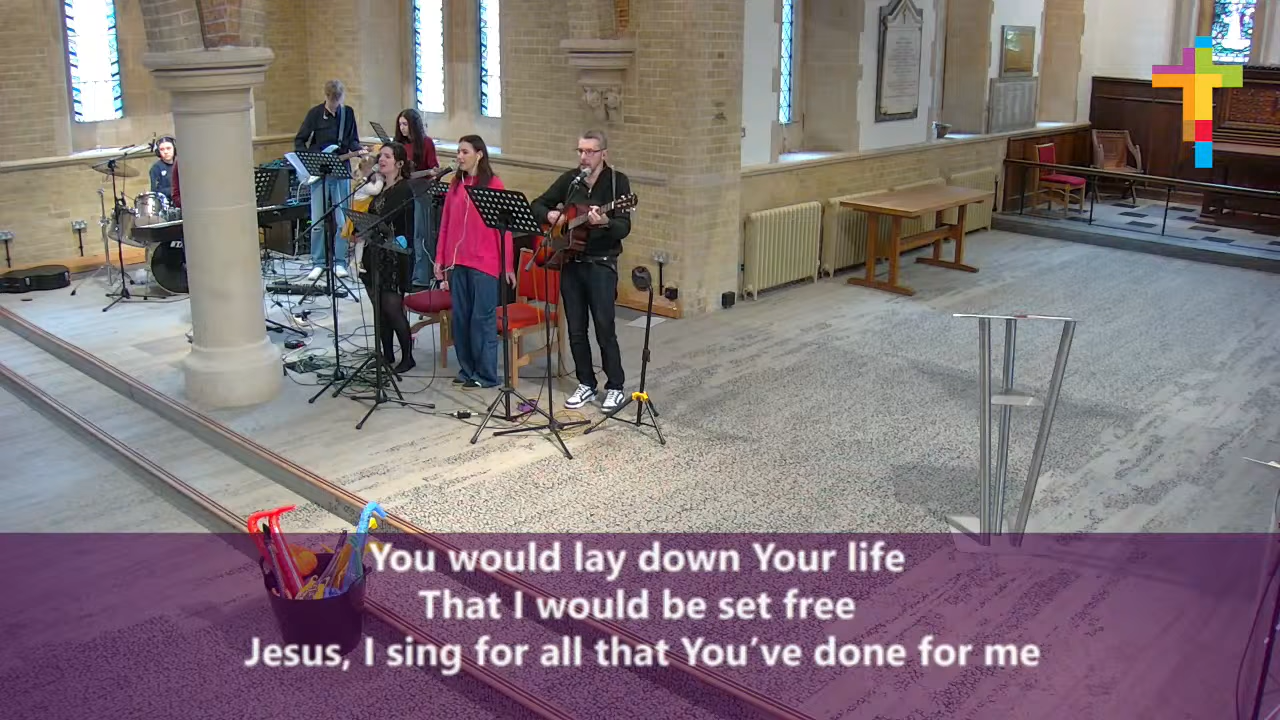 You would lay down Your life
That I would be set free
Jesus, I sing for all that You've done for me